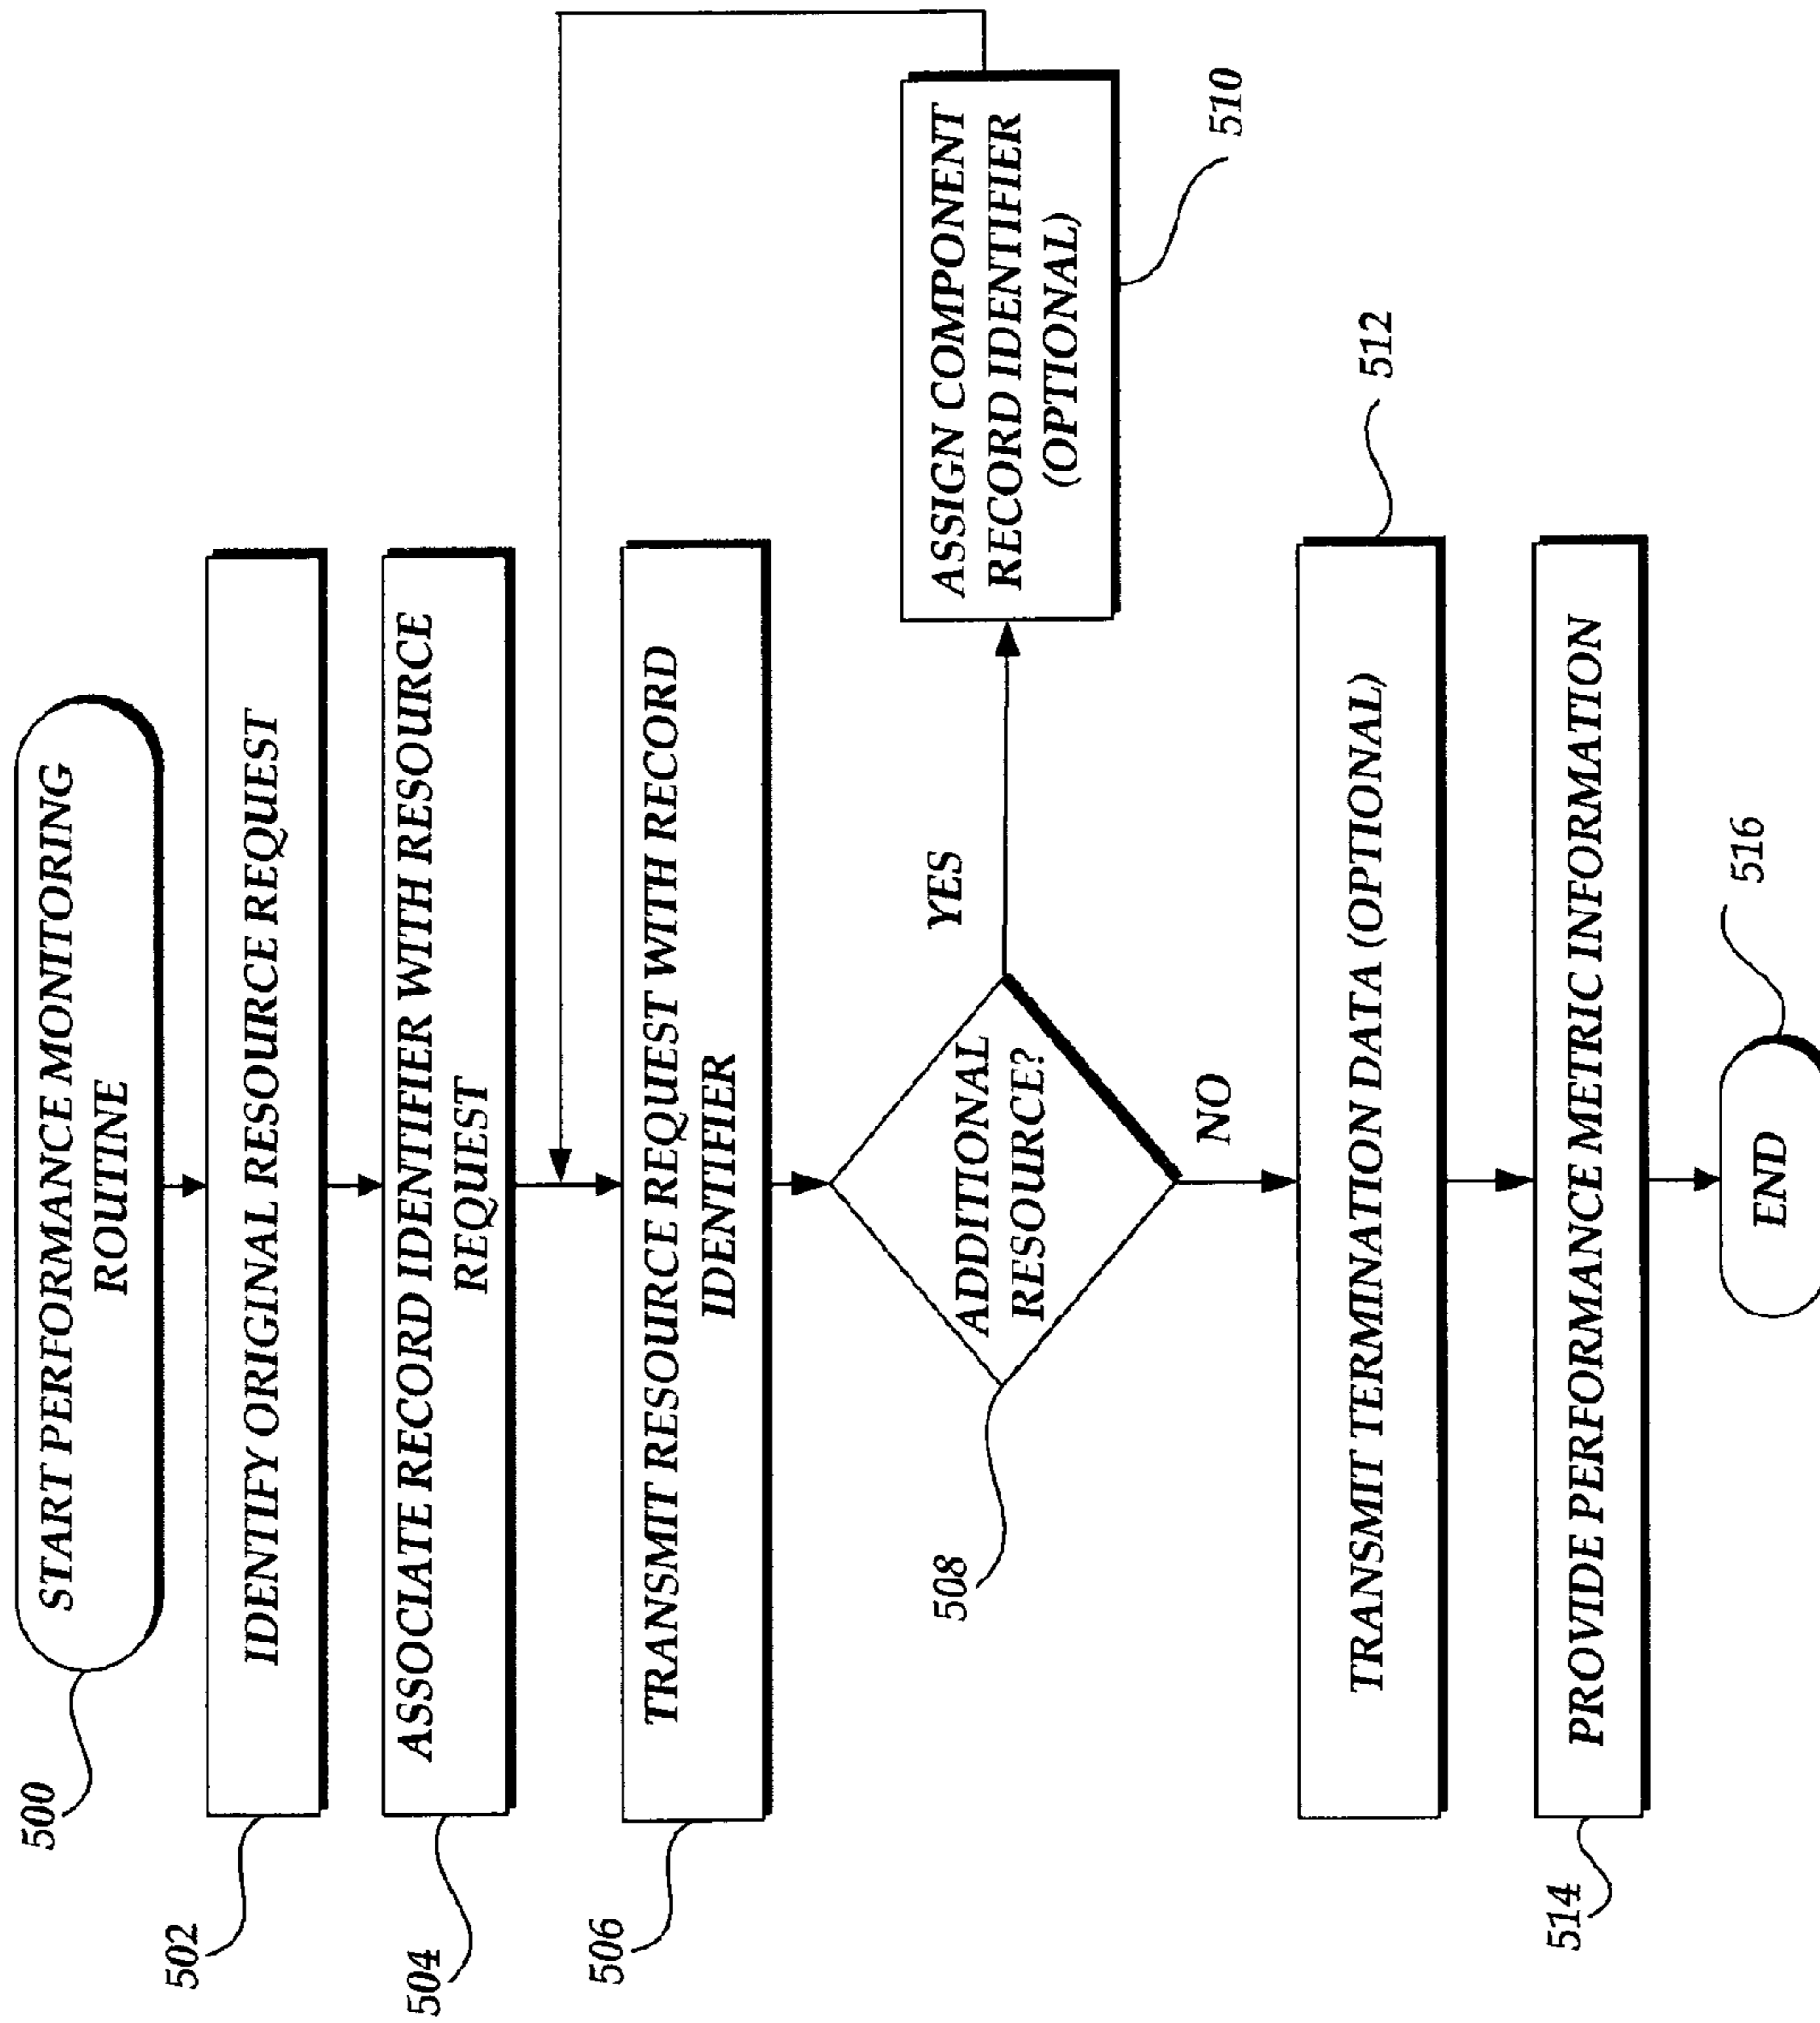 500
START PERFORMANCE MONITORING
ROUTINE
502
IDENTIFY ORIGINAL RESOURCE REQUEST
504
ASSOCIATE RECORD IDENTIFIER WITH RESOURCE
REQUEST
506
TRANSMIT RESOURCE REQUEST WITH RECORD
IDENTIFIER
508
ADDITIONAL
RESOURCE?
YES
ASSIGN COMPONENT
RECORD IDENTIFIER
(OPTIONAL)
510
NO
TRANSMIT TERMINATION DATA (OPTIONAL)
512
514
PROVIDE PERFORMANCE METRIC INFORMATION
END
516